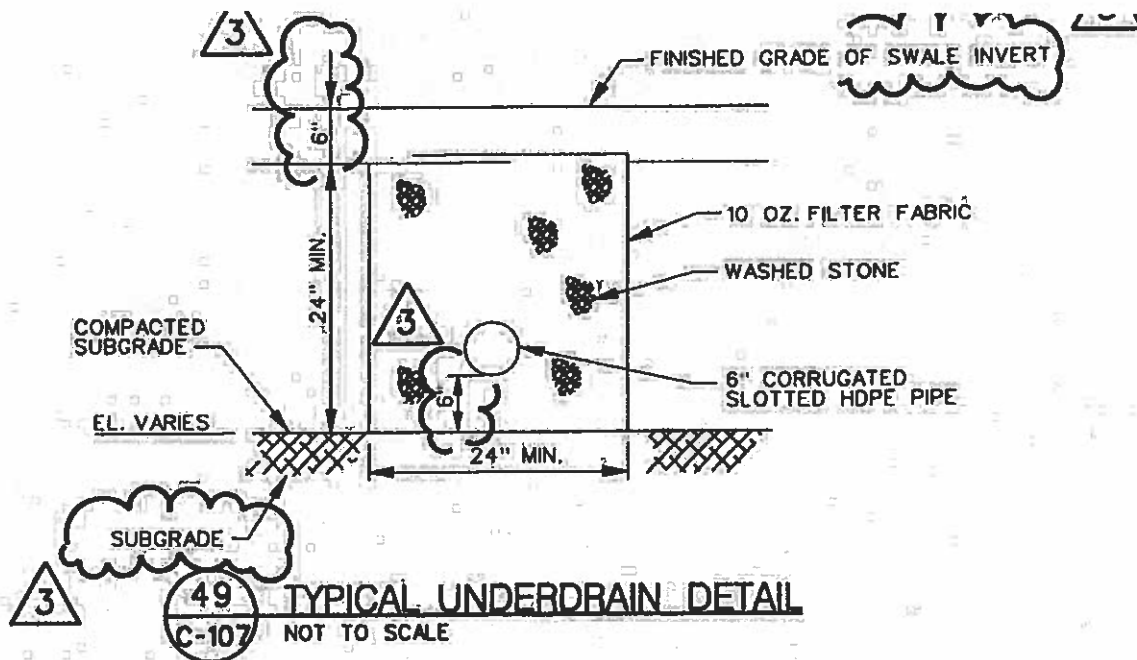 3
FINISHED GRADE OF SWALE INVERT
6"
24" MIN.
10 OZ. FILTER FABRIC
WASHED STONE
3
COMPACTED
SUBGRADE
6" CORRUGATED
SLOTTED HDPE PIPE
6"
EL. VARIES
24" MIN.
SUBGRADE
3
49
C-107
TYPICAL UNDERDRAIN DETAIL
NOT TO SCALE